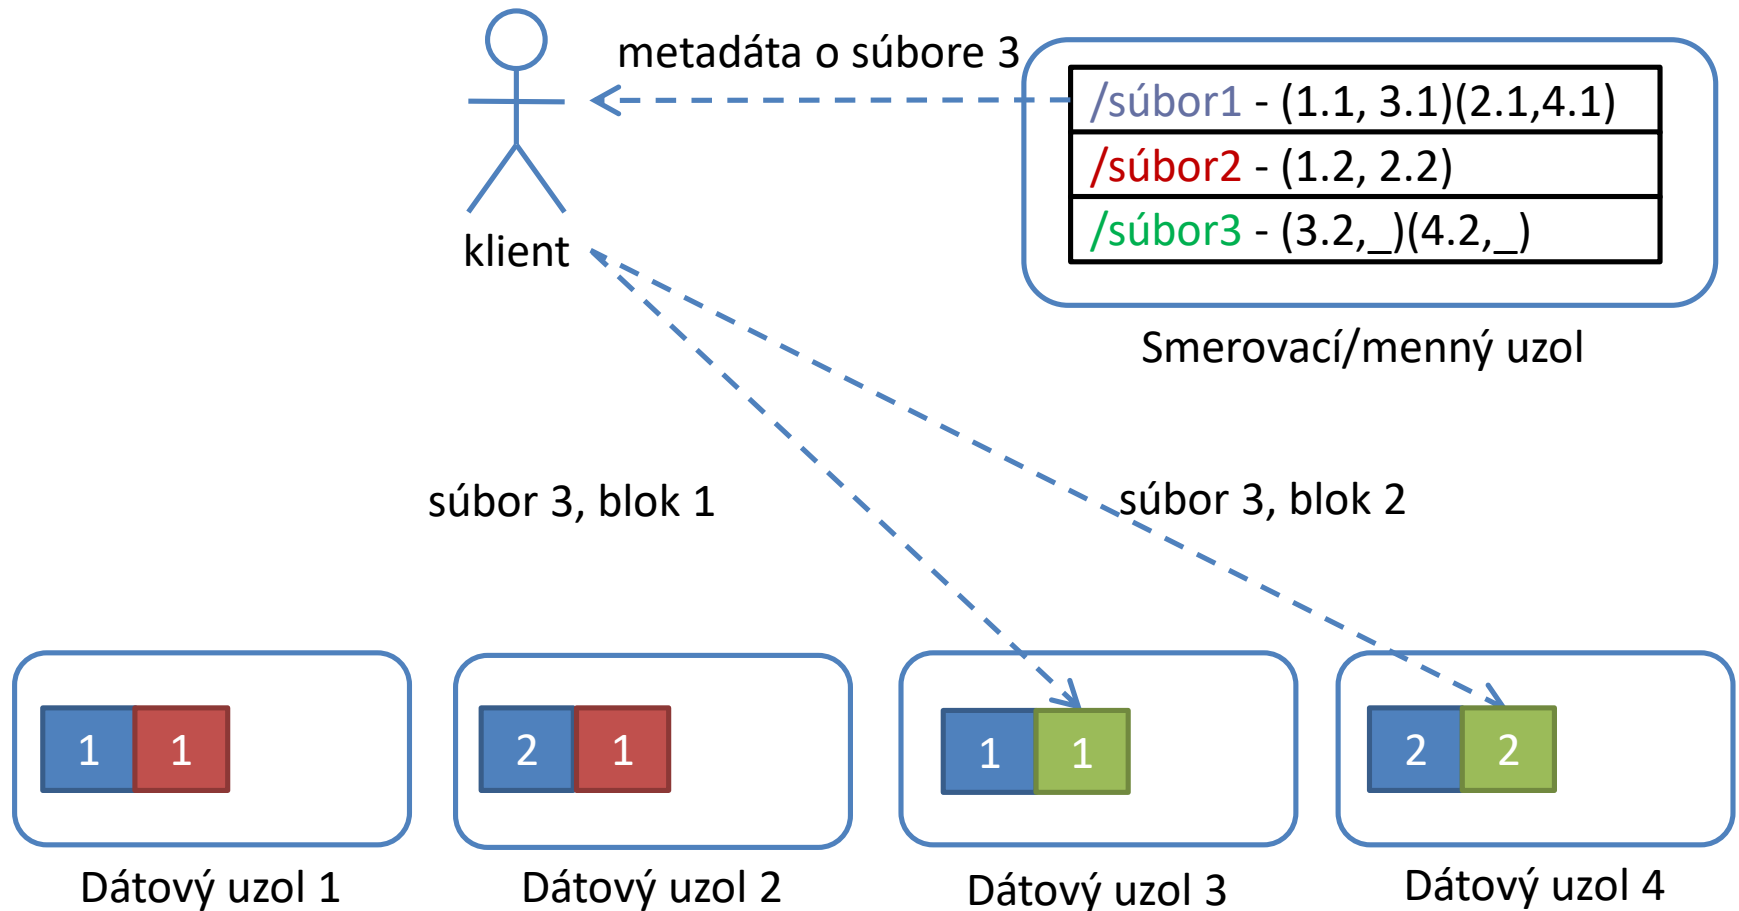 metadáta o súbore 3
/súbor1 - (1.1, 3.1)(2.1,4.1)
/súbor2 - (1.2, 2.2)
/súbor3 - (3.2,_)(4.2,_)
klient
Smerovací/menný uzol
súbor 3, blok 1
súbor 3, blok 2
1 1
2 1
1 1
2 2
Dátový uzol 1
Dátový uzol 2
Dátový uzol 3
Dátový uzol 4